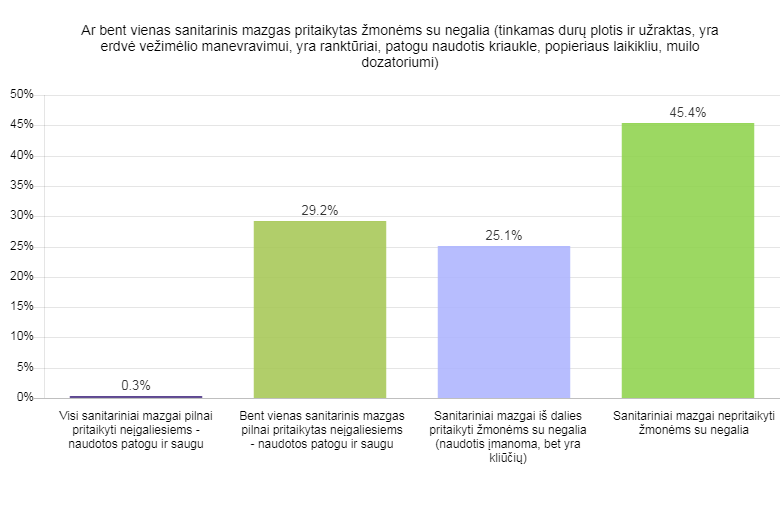 Ar bent vienas sanitarinis mazgas pritaikytas žmonėms su negalia (tinkamas durų plotis ir užraktas, yra
erdvė vežimėlio manevravimui, yra ranktūriai, patogu naudotis kriaukle, popieriaus laikikliu, muilo
dozatoriumi)
50%
45%
40%
35%
30%
25%
20%
15%
10%
5%
0%
0.3%
29.2%
25.1%
45.4%
Visi sanitariniai mazgai pilnai
pritaikyti neįgaliesiems -
naudotos patogu ir saugu
Bent vienas sanitarinis mazgas
pilnai pritaikytas neįgaliesiems
- naudotos patogu ir saugu
Sanitariniai mazgai iš dalies
pritaikyti žmonėms su negalia
(naudotis įmanoma, bet yra
kliūčių)
Sanitariniai mazgai nepritaikyti
žmonėms su negalia